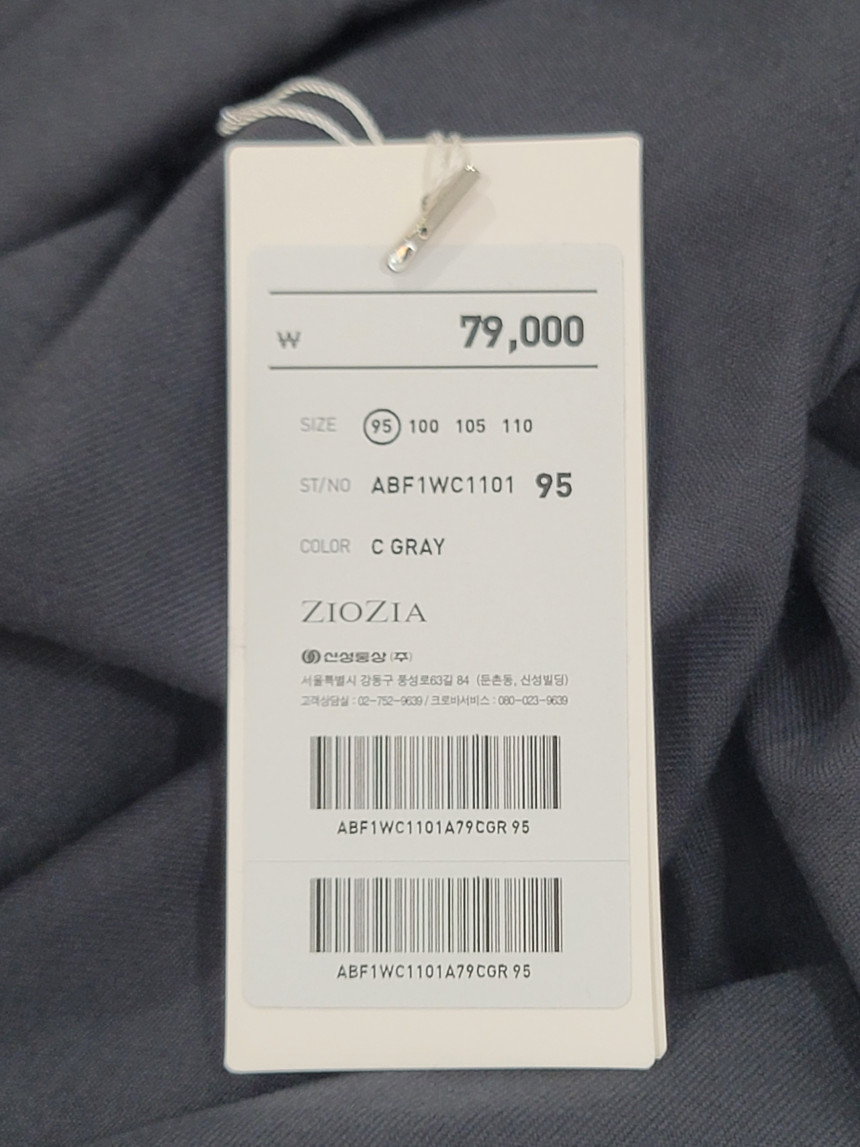 ₩ 79,000
SIZE 95 100 105 110
ST/NO ABF1WC1101 95
COLOR C GRAY
ZIOZIA
신성통상 (주)
서울특별시 강동구 풍성로63길 84 (둔촌동, 신성빌딩)
고객상담실 : 02-752-9639 / 크로바서비스 : 080-023-9639
ABF1WC1101A79CGR 95
ABF1WC1101A79CGR 95